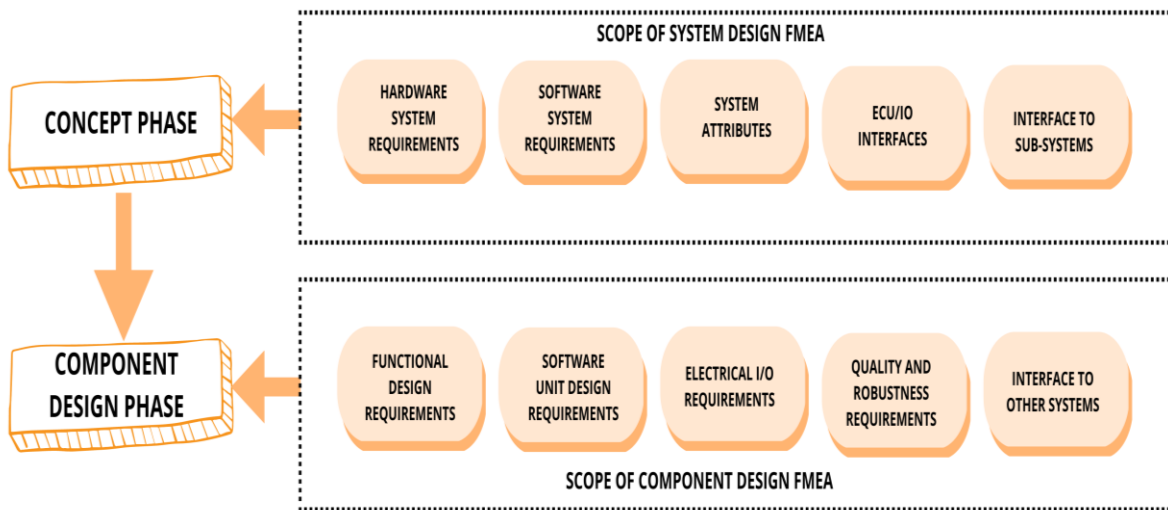 SCOPE OF SYSTEM DESIGN FMEA
CONCEPT PHASE
HARDWARE
SYSTEM
REQUIREMENTS
SOFTWARE
SYSTEM
REQUIREMENTS
SYSTEM
ATTRIBUTES
ECU/IO
INTERFACES
INTERFACE TO
SUB-SYSTEMS
COMPONENT
DESIGN PHASE
FUNCTIONAL
DESIGN
REQUIREMENTS
SOFTWARE
UNIT DESIGN
REQUIREMENTS
ELECTRICAL I/O
REQUIREMENTS
QUALITY AND
ROBUSTNESS
REQUIREMENTS
INTERFACE TO
OTHER SYSTEMS
SCOPE OF COMPONENT DESIGN FMEA